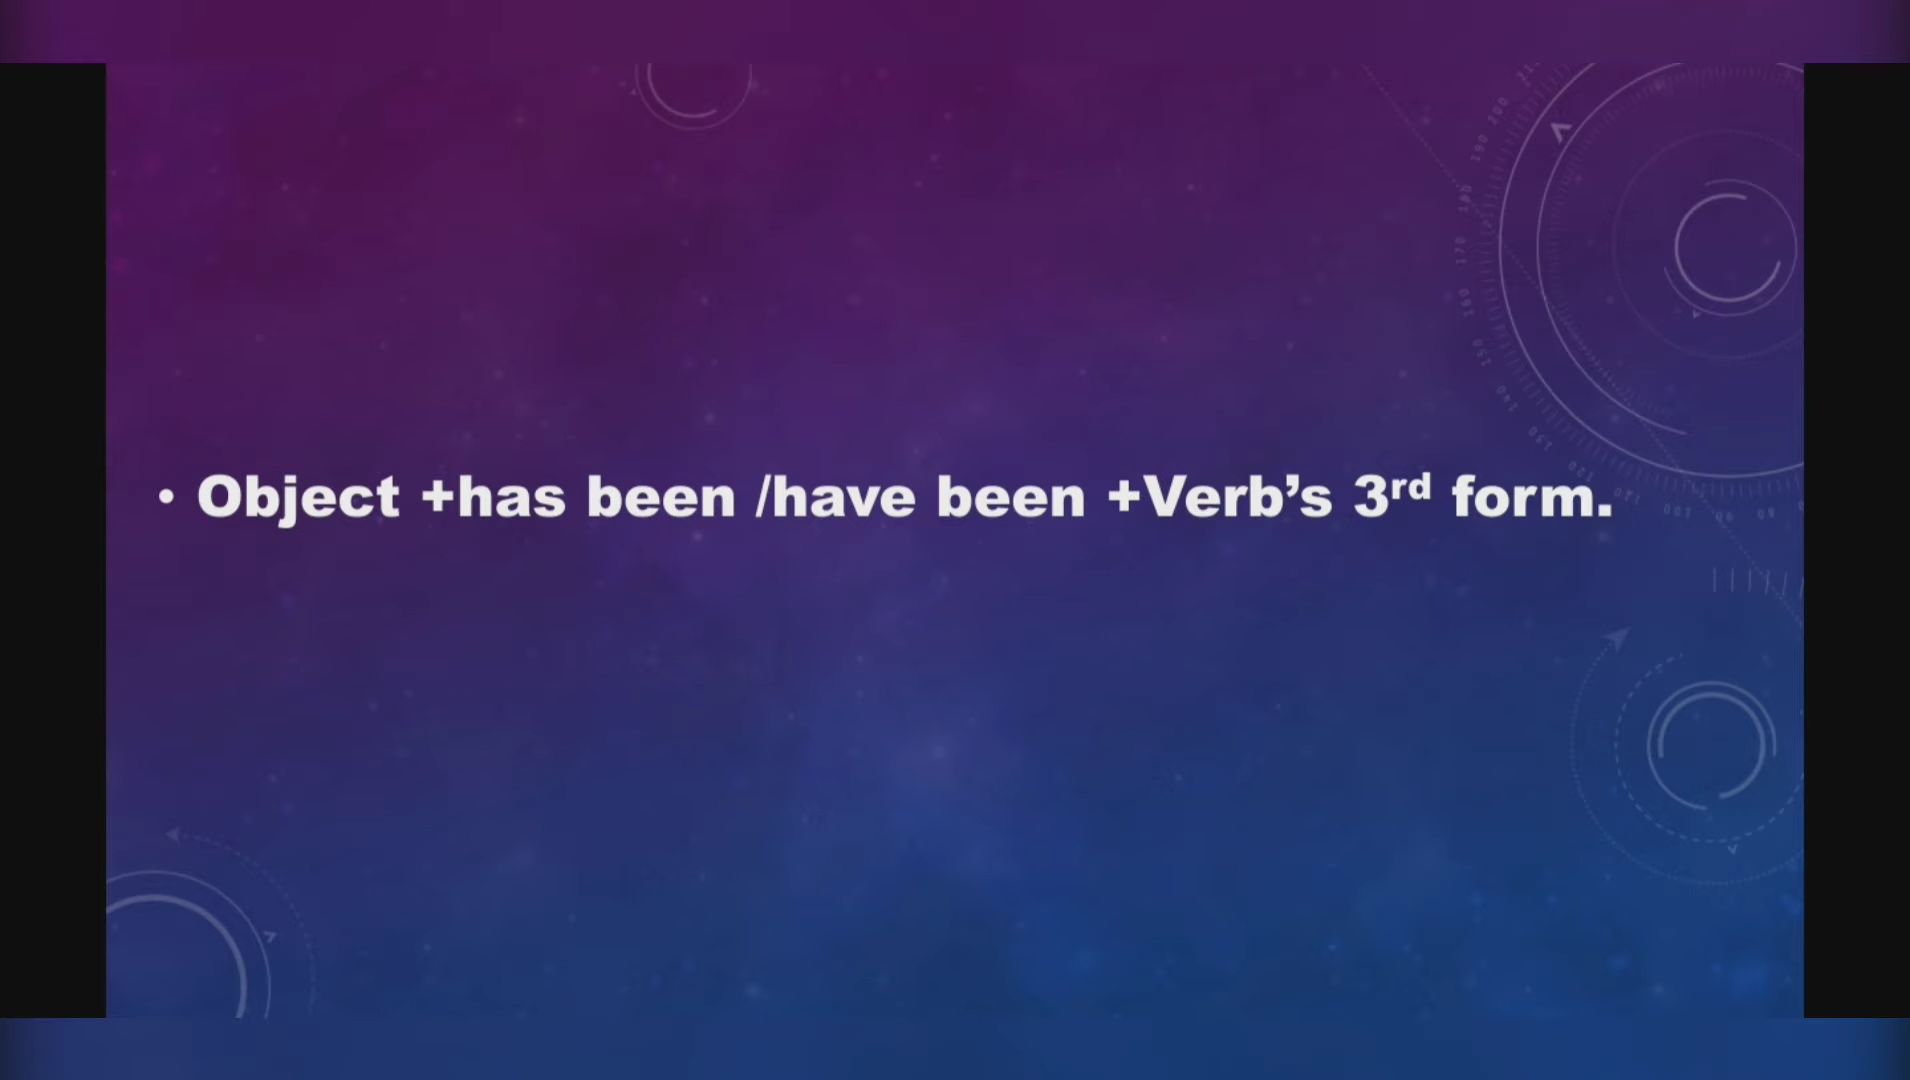 • Object +has been /have been +Verb’s 3rd form.